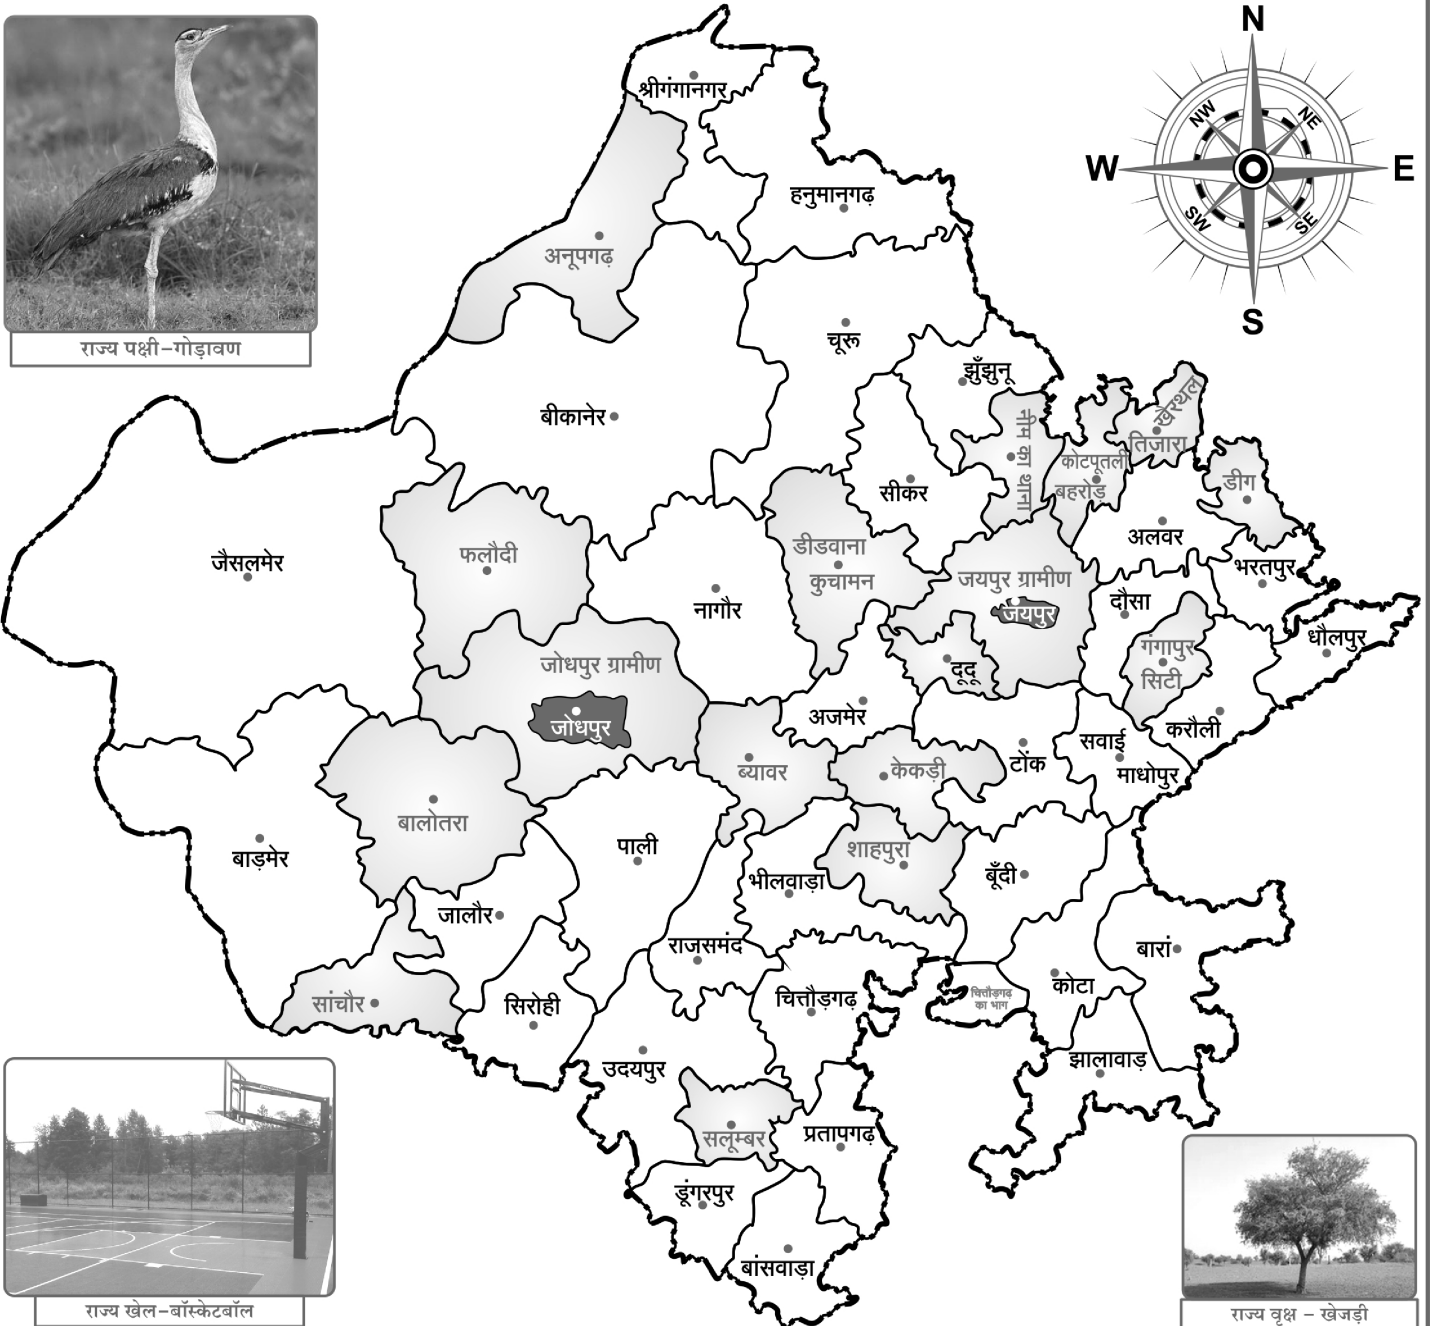 N
NW
NE
W
E
SW
SE
S
राज्य पक्षी-गोड़ावण
श्रीगंगानगर
हनुमानगढ़
अनूपगढ़
चूरू
झुँझुनू
बीकानेर
सीकर
नीम का थाना
कोटपूतली
बहरोड़
खैरथल
तिजारा
डीग
अलवर
भरतपुर
जैसलमेर
फलौदी
नागौर
डीडवाना
कुचामन
जयपुर ग्रामीण
जयपुर
दौसा
धौलपुर
गंगापुर
सिटी
करौली
जोधपुर ग्रामीण
जोधपुर
दूदू
अजमेर
ब्यावर
केकड़ी
टोंक
सवाई
माधोपुर
बाड़मेर
बालोतरा
पाली
भीलवाड़ा
शाहपुरा
बूँदी
जालौर
राजसमंद
बारां
कोटा
सांचौर
सिरोही
चित्तौड़गढ़
चित्तौड़गढ़
का भाग
झालावाड़
उदयपुर
सलूम्बर
प्रतापगढ़
डूंगरपुर
बांसवाड़ा
राज्य खेल-बॉस्केटबॉल
राज्य वृक्ष - खेजड़ी